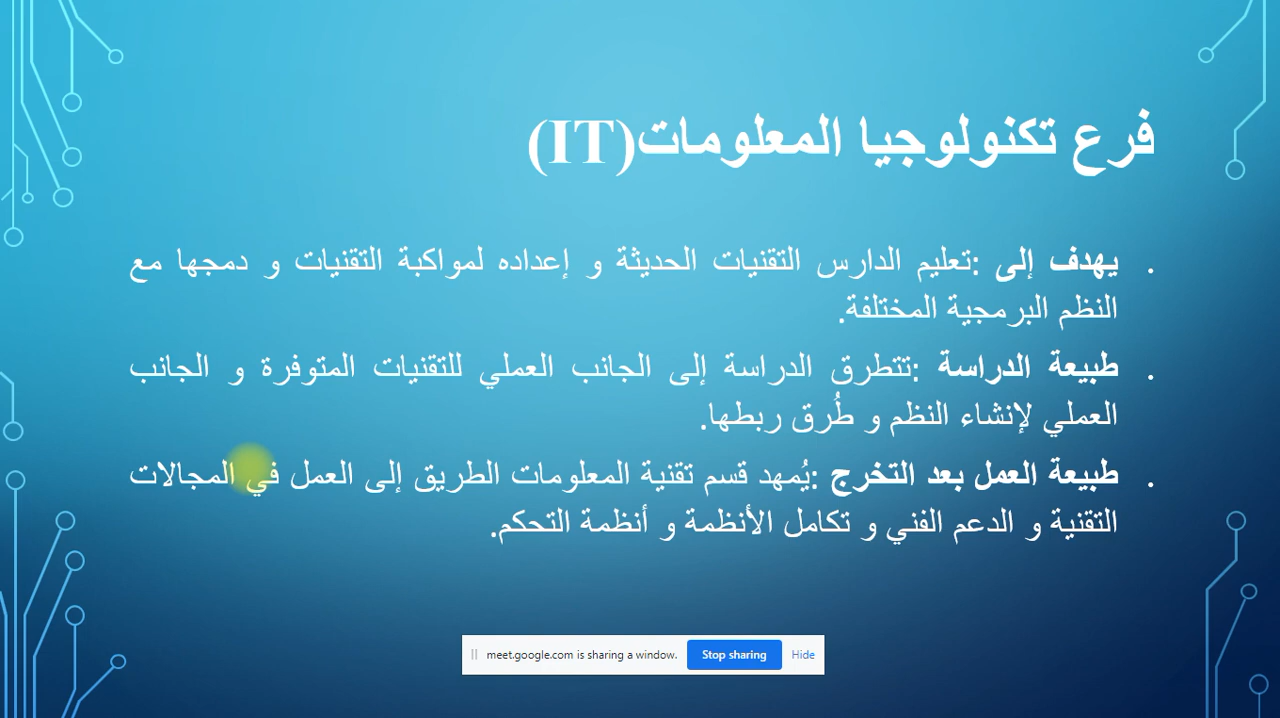 فرع تكنولوجيا المعلومات(IT)
. يهدف إلى :تعليم الدارس التقنيات الحديثة و إعداده لمواكبة التقنيات و دمجها مع
النظم البرمجية المختلفة.
. طبيعة الدراسة :تتطرق الدراسة إلى الجانب العملي للتقنيات المتوفرة و الجانب
العملي لإنشاء النظم و طُرق ربطها.
. طبيعة العمل بعد التخرج :يُمهد قسم تقنية المعلومات الطريق إلى العمل في المجالات
التقنية و الدعم الفني و تكامل الأنظمة و أنظمة التحكم.
meet.google.com is sharing a window. Stop sharing Hide